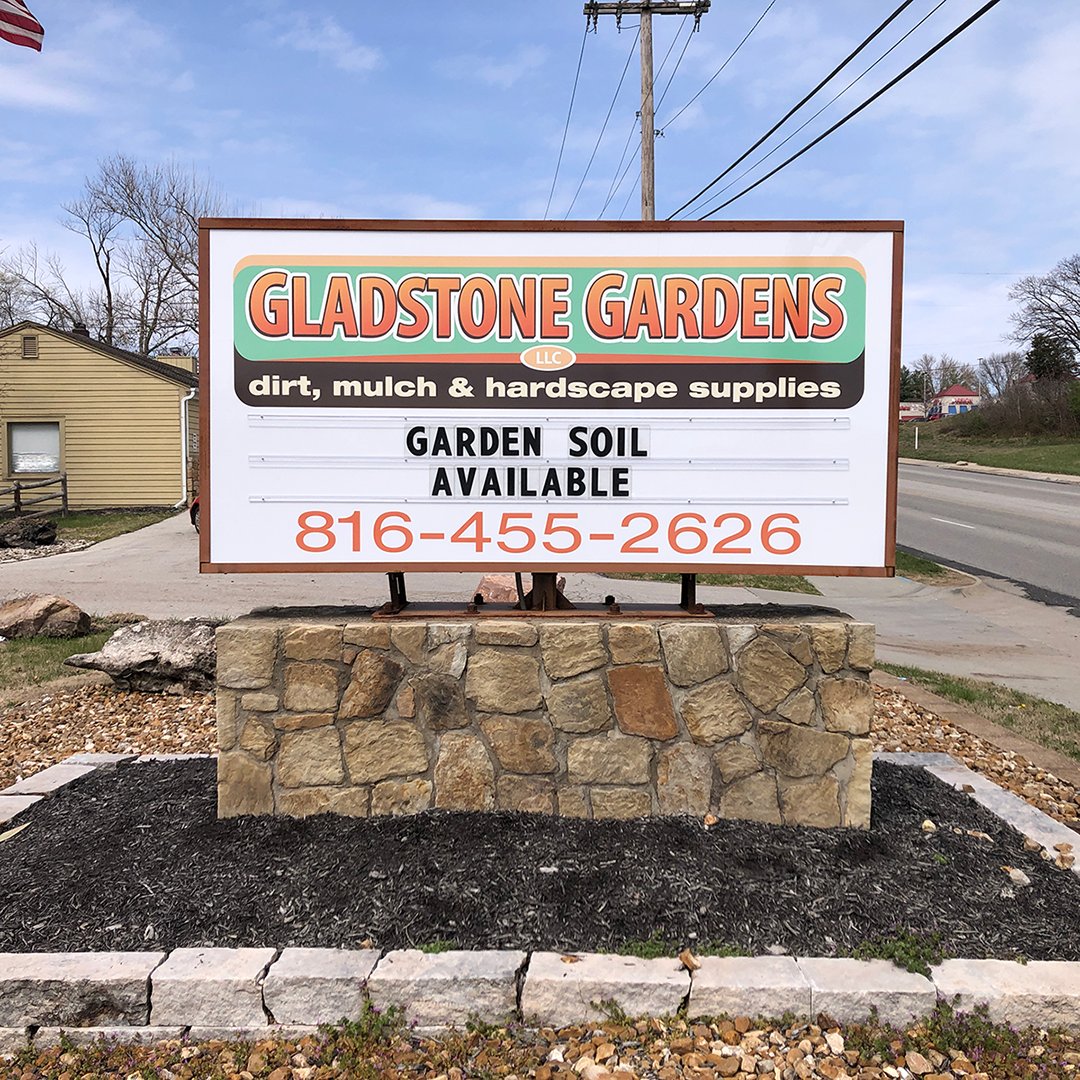 GLADSTONE GARDENS
LLC
dirt, mulch & hardscape supplies
GARDEN SOIL
AVAILABLE
816-455-2626